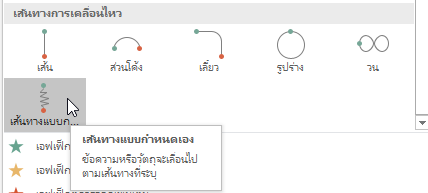 เส้นทางการเคลื่อนไหว
เส้น ส่วนโค้ง เลี้ยว รูปร่าง วน
เส้นทางแบบก...
เส้นทางแบบกำหนดเอง
ข้อความหรือวัตถุจะเลื่อนไป
ตามเส้นทางที่ระบุ
เอฟเฟ็ก
เอฟเฟ็ก